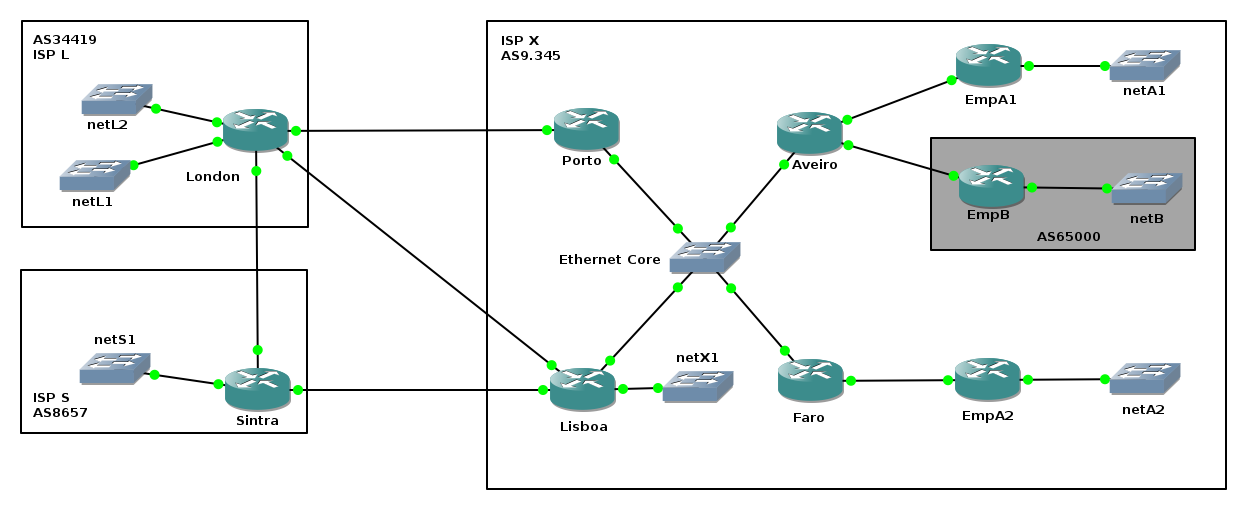 AS34419
ISP L
netL2
netL1
London
ISP X
AS9.345
Porto
Aveiro
EmpA1
netA1
EmpB
netB
AS65000
Ethernet Core
netS1
ISP S
AS8657
Sintra
netX1
Lisboa
Faro
EmpA2
netA2